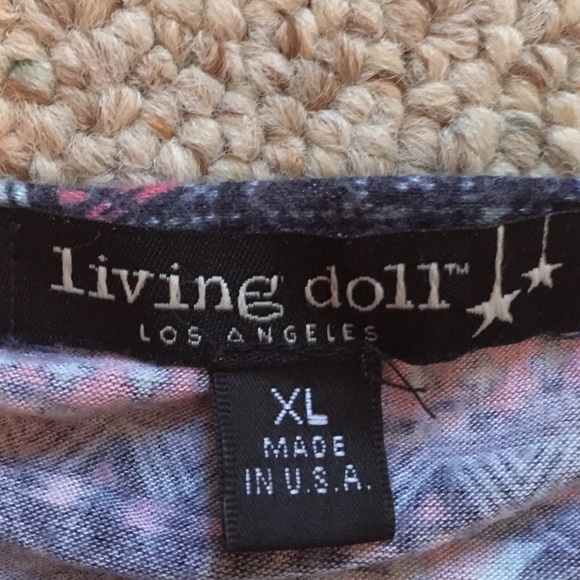 living doll™
LOS ANGELES
XL
MADE
IN U.S.A.